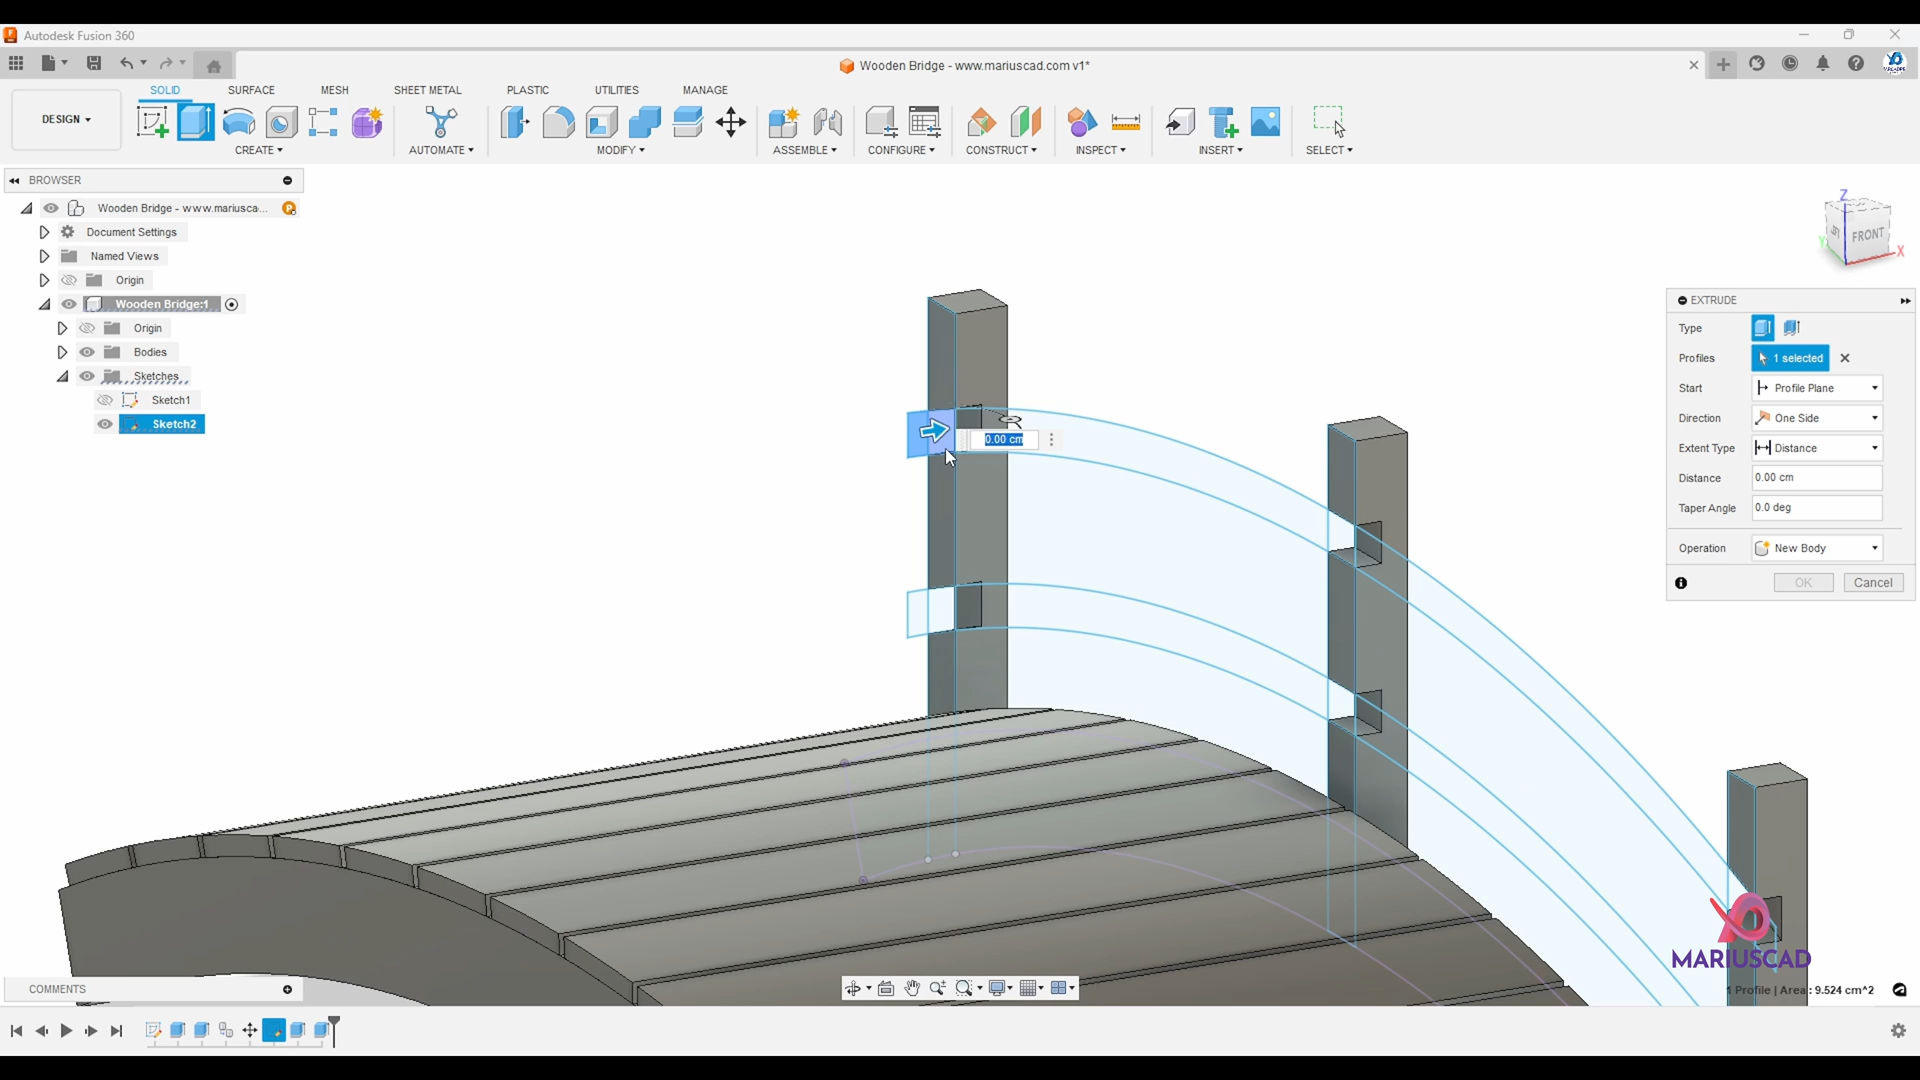 Autodesk Fusion 360
Wooden Bridge - www.mariuscad.com v1*
DESIGN
SOLID SURFACE MESH SHEET METAL PLASTIC UTILITIES MANAGE
CREATE AUTOMATE MODIFY ASSEMBLE CONFIGURE CONSTRUCT INSPECT INSERT SELECT
BROWSER
Wooden Bridge - www.mariusca...
Document Settings
Named Views
Origin
Wooden Bridge:1
Origin
Bodies
Sketches
Sketch1
Sketch2
Z
FRONT
X
Y
0.00 cm
EXTRUDE
Type
Profiles 1 selected
Start Profile Plane
Direction One Side
Extent Type Distance
Distance 0.00 cm
Taper Angle 0.0 deg
Operation New Body
OK Cancel
MARIUSCAD
1 Profile | Area : 9.524 cm^2
COMMENTS